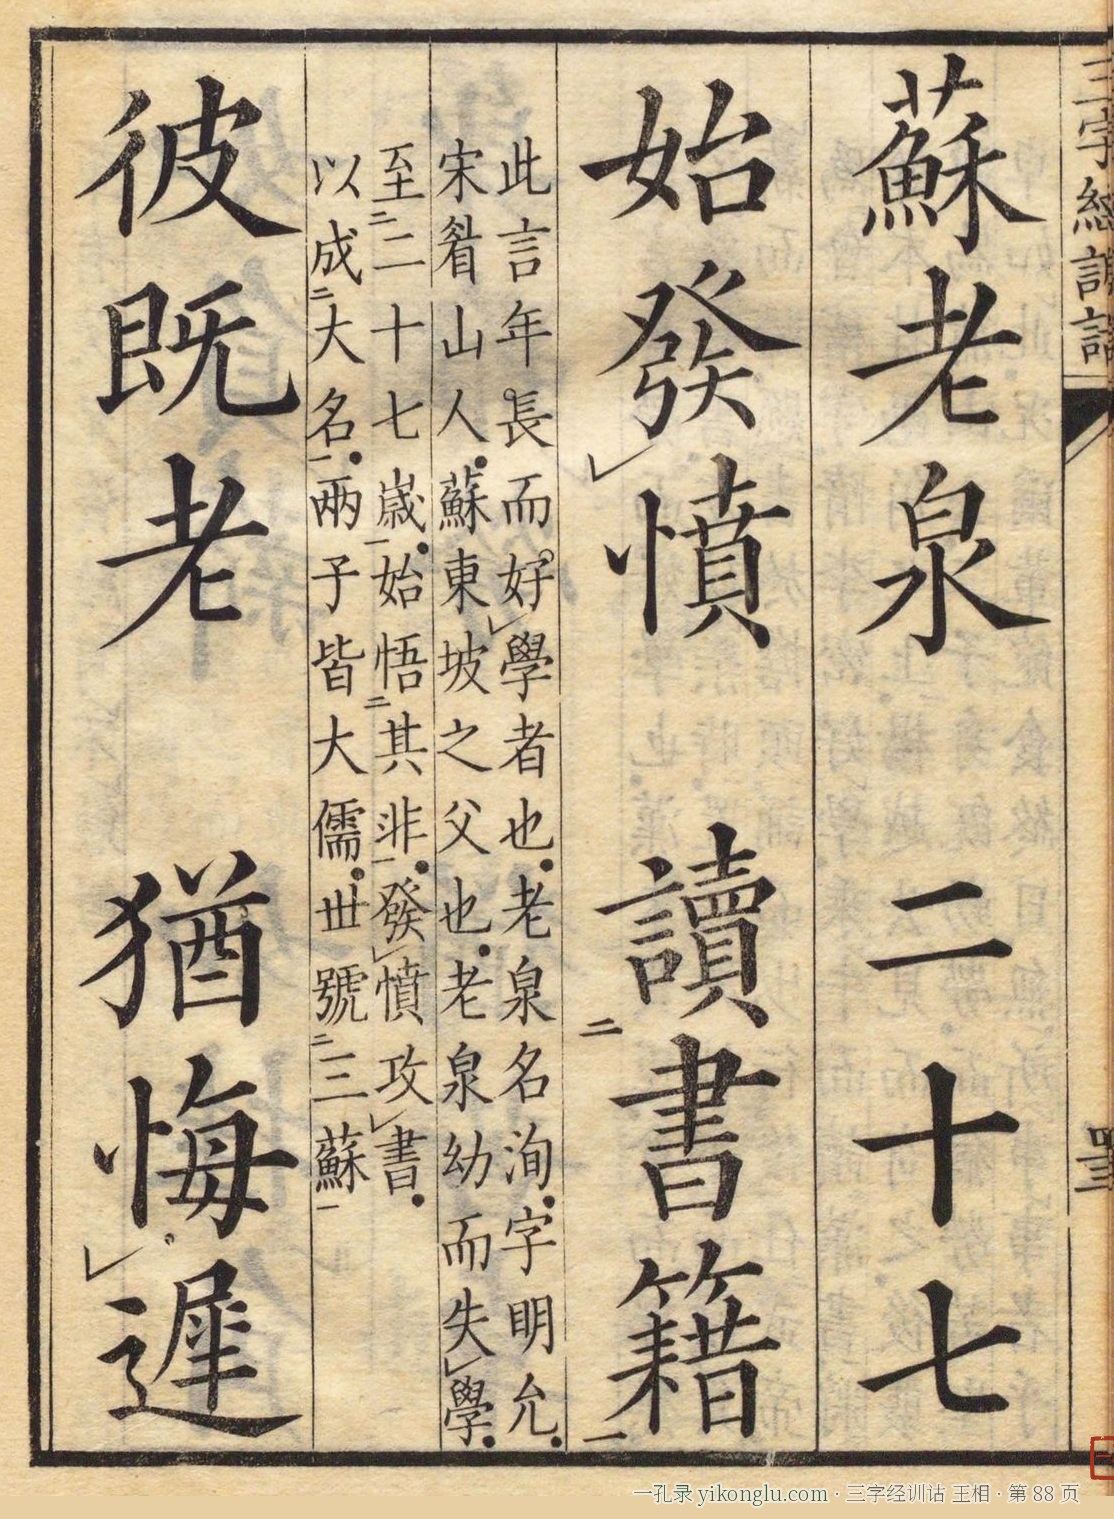 三字經訓詁
蘇老泉 二十七
始發憤 讀書籍
此言年長而好學者也老泉名洵字明允
宋眉山人蘇東坡之父也老泉幼而失學
至二十七歲始悟其非發憤攻書
以成大名兩子皆大儒世號三蘇
彼既老 猶悔遲
一孔录 yikonglu.com · 三字经训诂 王相 · 第 88 页